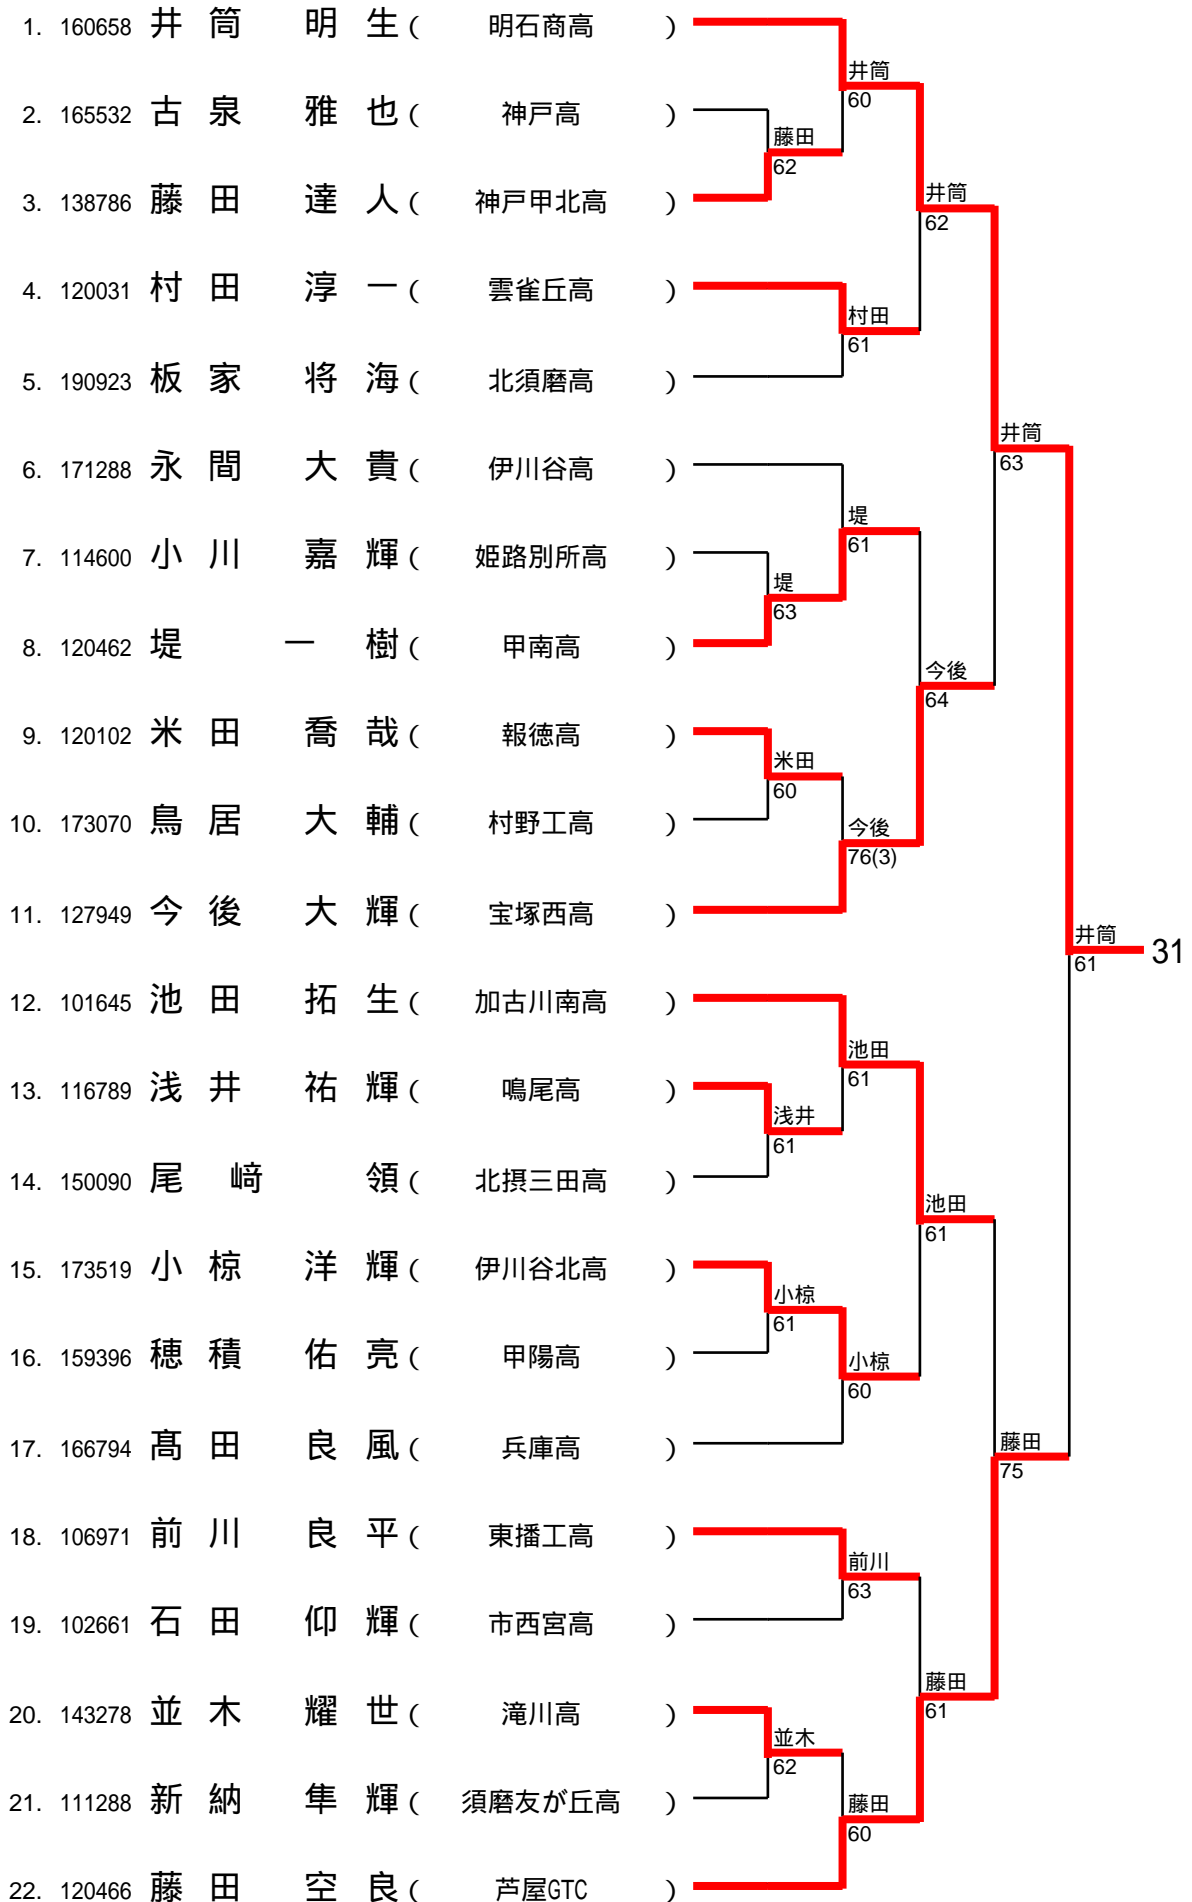 1. 160658 井筒 明生 ( 明石商高 )
井筒
60
2. 165532 古泉 雅也 ( 神戸高 )
藤田
62
3. 138786 藤田 達人 ( 神戸甲北高 )
井筒
62
4. 120031 村田 淳一 ( 雲雀丘高 )
村田
61
5. 190923 板家 将海 ( 北須磨高 )
井筒
63
6. 171288 永間 大貴 ( 伊川谷高 )
堤
61
7. 114600 小川 嘉輝 ( 姫路別所高 )
堤
63
8. 120462 堤 一樹 ( 甲南高 )
今後
64
9. 120102 米田 喬哉 ( 報徳高 )
米田
60
10. 173070 鳥居 大輔 ( 村野工高 )
今後
76(3)
11. 127949 今後 大輝 ( 宝塚西高 )
井筒
61
31
12. 101645 池田 拓生 ( 加古川南高 )
池田
61
13. 116789 浅井 祐輝 ( 鳴尾高 )
浅井
61
14. 150090 尾﨑 領 ( 北摂三田高 )
池田
61
15. 173519 小椋 洋輝 ( 伊川谷北高 )
小椋
61
16. 159396 穂積 佑亮 ( 甲陽高 )
小椋
60
17. 166794 髙田 良風 ( 兵庫高 )
藤田
75
18. 106971 前川 良平 ( 東播工高 )
前川
63
19. 102661 石田 仰輝 ( 市西宮高 )
藤田
61
20. 143278 並木 耀世 ( 滝川高 )
並木
62
21. 111288 新納 隼輝 ( 須磨友が丘高 )
藤田
60
22. 120466 藤田 空良 ( 芦屋GTC )